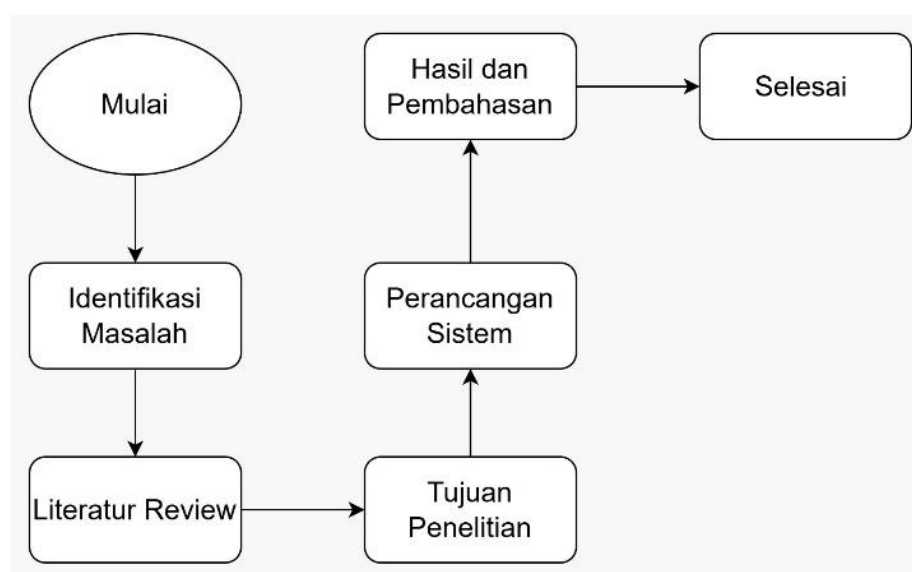 Mulai
Identifikasi
Masalah
Literatur Review
Tujuan
Penelitian
Perancangan
Sistem
Hasil dan
Pembahasan
Selesai